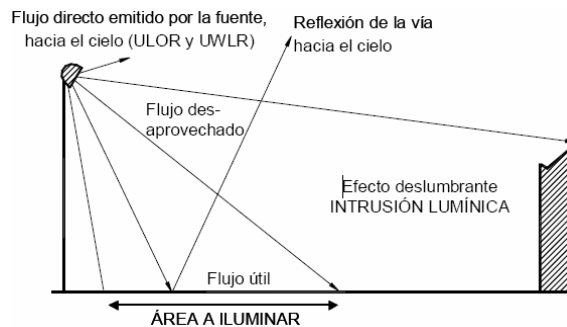 Flujo directo emitido por la fuente,
hacia el cielo (ULOR y UWLR)
Reflexión de la vía
hacia el cielo
Flujo des-
aprovechado
Efecto deslumbrante
INTRUSIÓN LUMÍNICA
Flujo útil
ÁREA A ILUMINAR